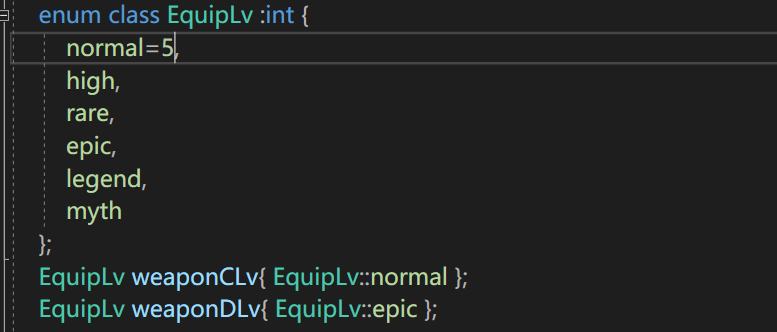 enum class EquipLv :int {
normal=5,
high,
rare,
epic,
legend,
myth
};
EquipLv weaponCLv{ EquipLv::normal };
EquipLv weaponDLv{ EquipLv::epic };